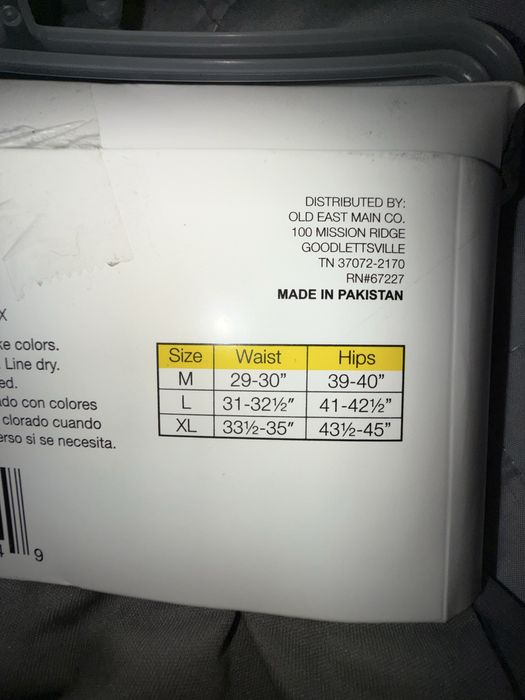 DISTRIBUTED BY:
OLD EAST MAIN CO.
100 MISSION RIDGE
GOODLETTSVILLE
TN 37072-2170
RN#67227
MADE IN PAKISTAN
X
ke colors.
Line dry.
ed.
ado con colores
clorado cuando
erso si se necesita.
Size Waist Hips
M 29-30” 39-40”
L 31-32½” 41-42½”
XL 33½-35” 43½-45”
4 9